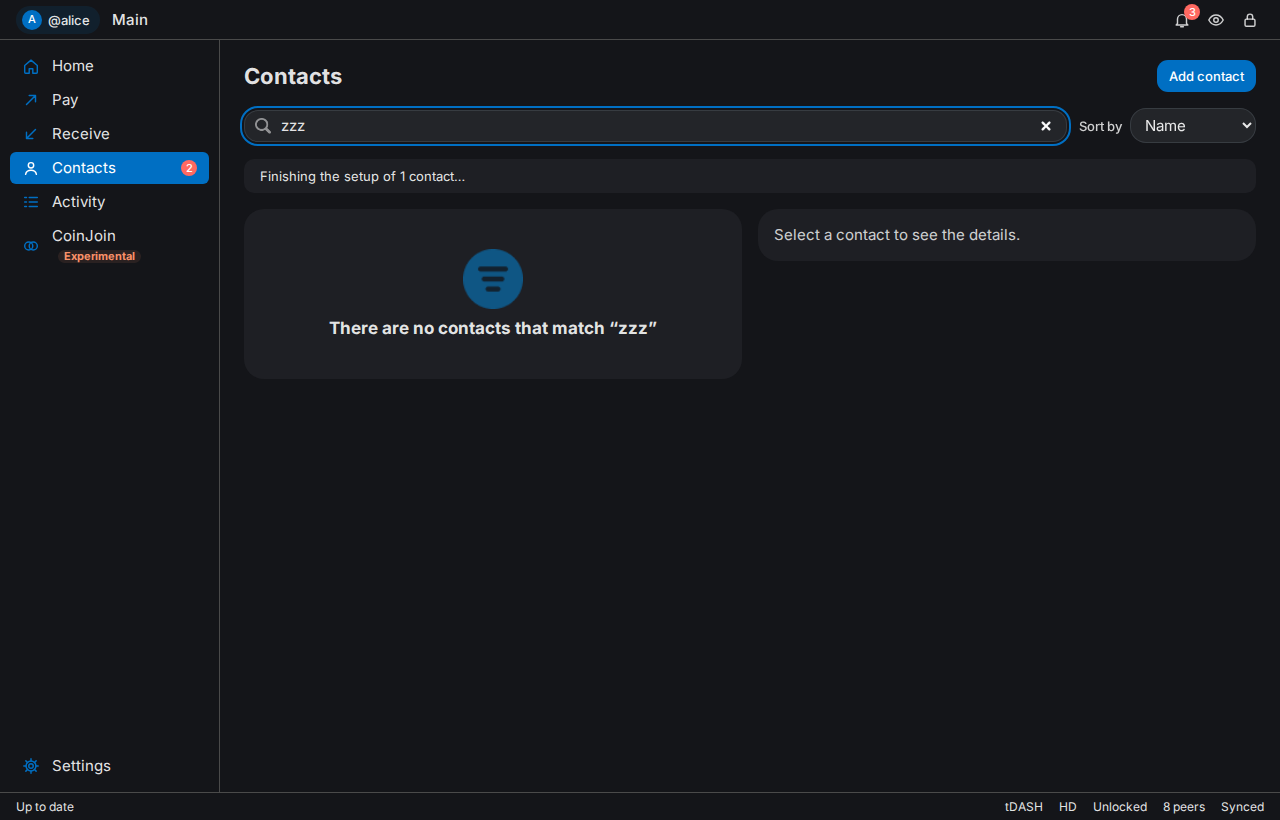 A @alice Main 3
Home
Pay
Receive
Contacts 2
Activity
CoinJoin
Experimental
Settings
Contacts
Add contact
zzz
Sort by Name
Finishing the setup of 1 contact...
There are no contacts that match “zzz”
Select a contact to see the details.
Up to date
tDASH HD Unlocked 8 peers Synced